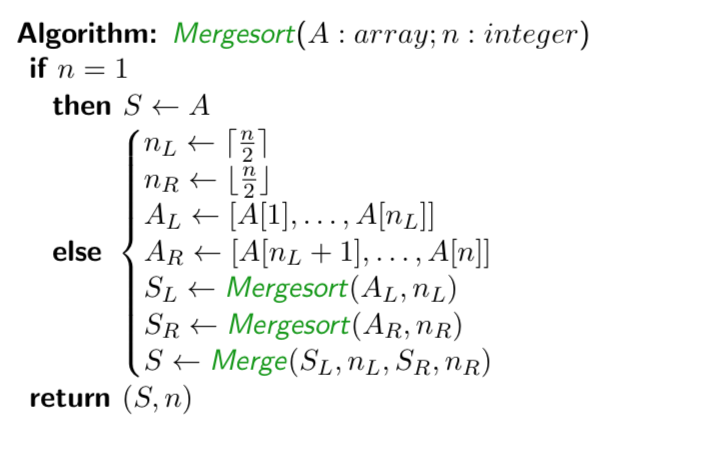 Algorithm: Mergesort(A : array; n : integer)
if n = 1
then S ← A
n_L ← ⌈n/2⌉
n_R ← ⌊n/2⌋
A_L ← [A[1], . . . , A[n_L]]
else A_R ← [A[n_L + 1], . . . , A[n]]
S_L ← Mergesort(A_L, n_L)
S_R ← Mergesort(A_R, n_R)
S ← Merge(S_L, n_L, S_R, n_R)
return (S, n)